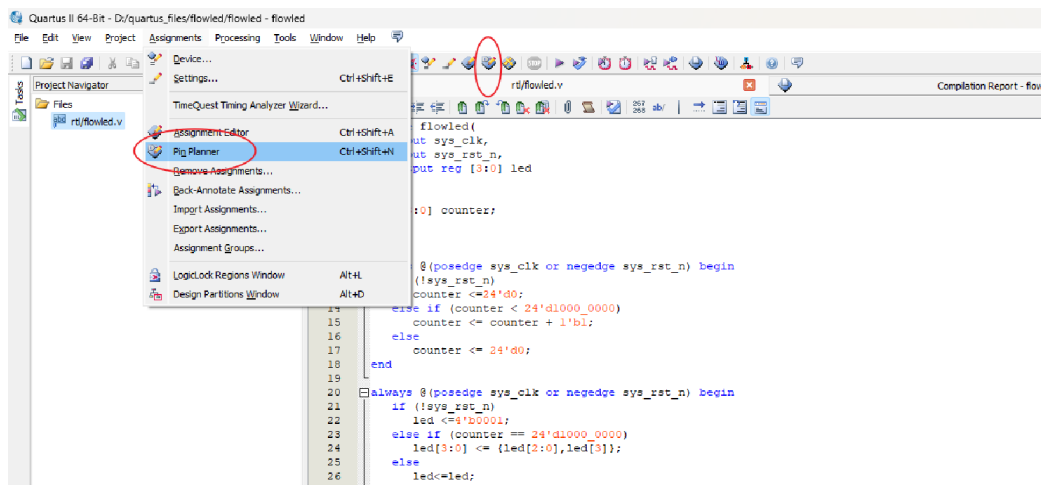 Quartus II 64-Bit - D:/quartus_files/flowled/flowled - flowled
File Edit View Project Assignments Processing Tools Window Help
Device...
Settings... Ctrl+Shift+E
TimeQuest Timing Analyzer Wizard...
Assignment Editor Ctrl+Shift+A
Pin Planner Ctrl+Shift+N
Remove Assignments...
Back-Annotate Assignments...
Import Assignments...
Export Assignments...
Assignment Groups...
LogicLock Regions Window Alt+L
Design Partitions Window Alt+D
Tasks
Project Navigator
Files
rtl/flowled.v
STOP
rtl/flowled.v
Compilation Report - flow
267
268
ab/
flowled(
ut sys_clk,
ut sys_rst_n,
put reg [3:0] led
:0] counter;
@(posedge sys_clk or negedge sys_rst_n) begin
(!sys_rst_n)
counter <=24'd0;
14 else if (counter < 24'd1000_0000)
15 counter <= counter + 1'b1;
16 else
17 counter <= 24'd0;
18 end
19
20 always @(posedge sys_clk or negedge sys_rst_n) begin
21 if (!sys_rst_n)
22 led <=4'b0001;
23 else if (counter == 24'd1000_0000)
24 led[3:0] <= {led[2:0],led[3]};
25 else
26 led<=led;